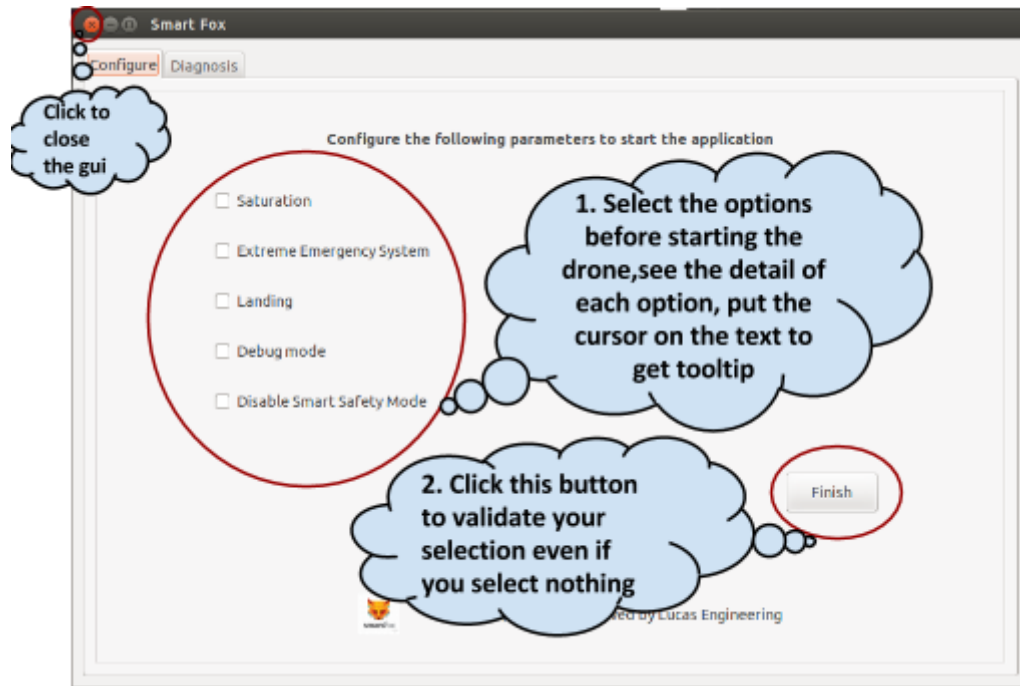 Smart Fox
Configure Diagnosis
Click to
close
the gui
Configure the following parameters to start the application
Saturation
Extreme Emergency System
Landing
Debug mode
Disable Smart Safety Mode
1. Select the options
before starting the
drone,see the detail of
each option, put the
cursor on the text to
get tooltip
2. Click this button
to validate your
selection even if
you select nothing
Finish
by Lucas Engineering